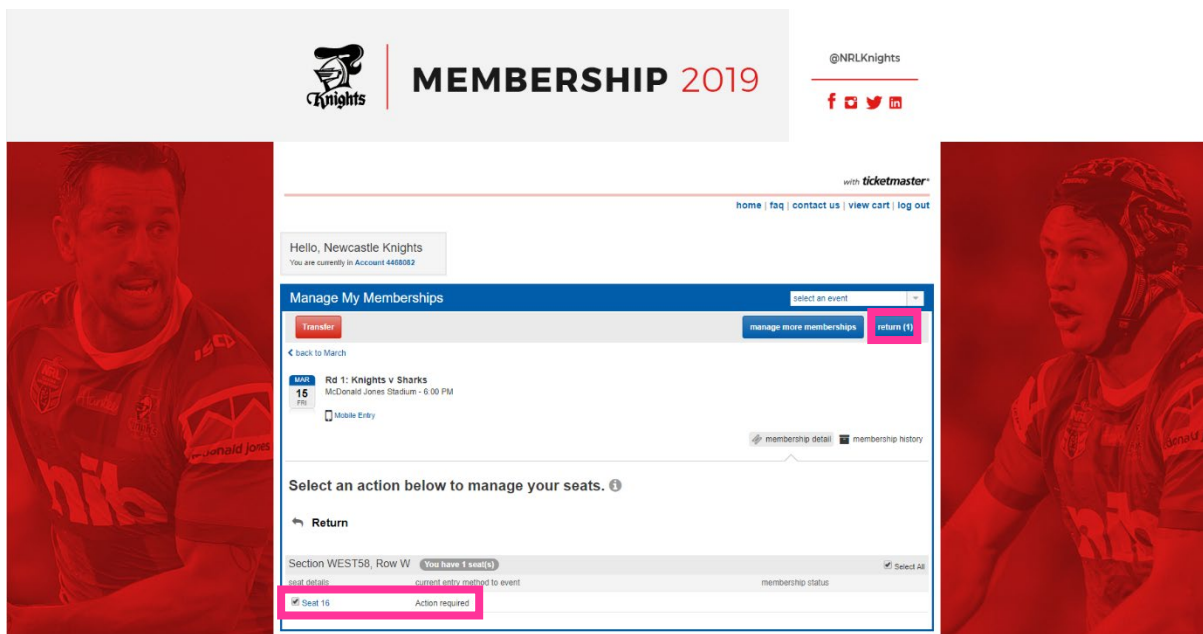 Knights
MEMBERSHIP 2019
@NRLKnights
with ticketmaster®
home | faq | contact us | view cart | log out
Hello, Newcastle Knights
You are currently in Account 4468082
Manage My Memberships
select an event
Transfer
manage more memberships
return (1)
back to March
MAR
15
FRI
Rd 1: Knights v Sharks
McDonald Jones Stadium - 6:00 PM
Mobile Entry
membership detail
membership history
Select an action below to manage your seats.
Return
Section WEST58, Row W You have 1 seat(s)
Select All
seat details current entry method to event membership status
Seat 16 Action required
nib
ISC